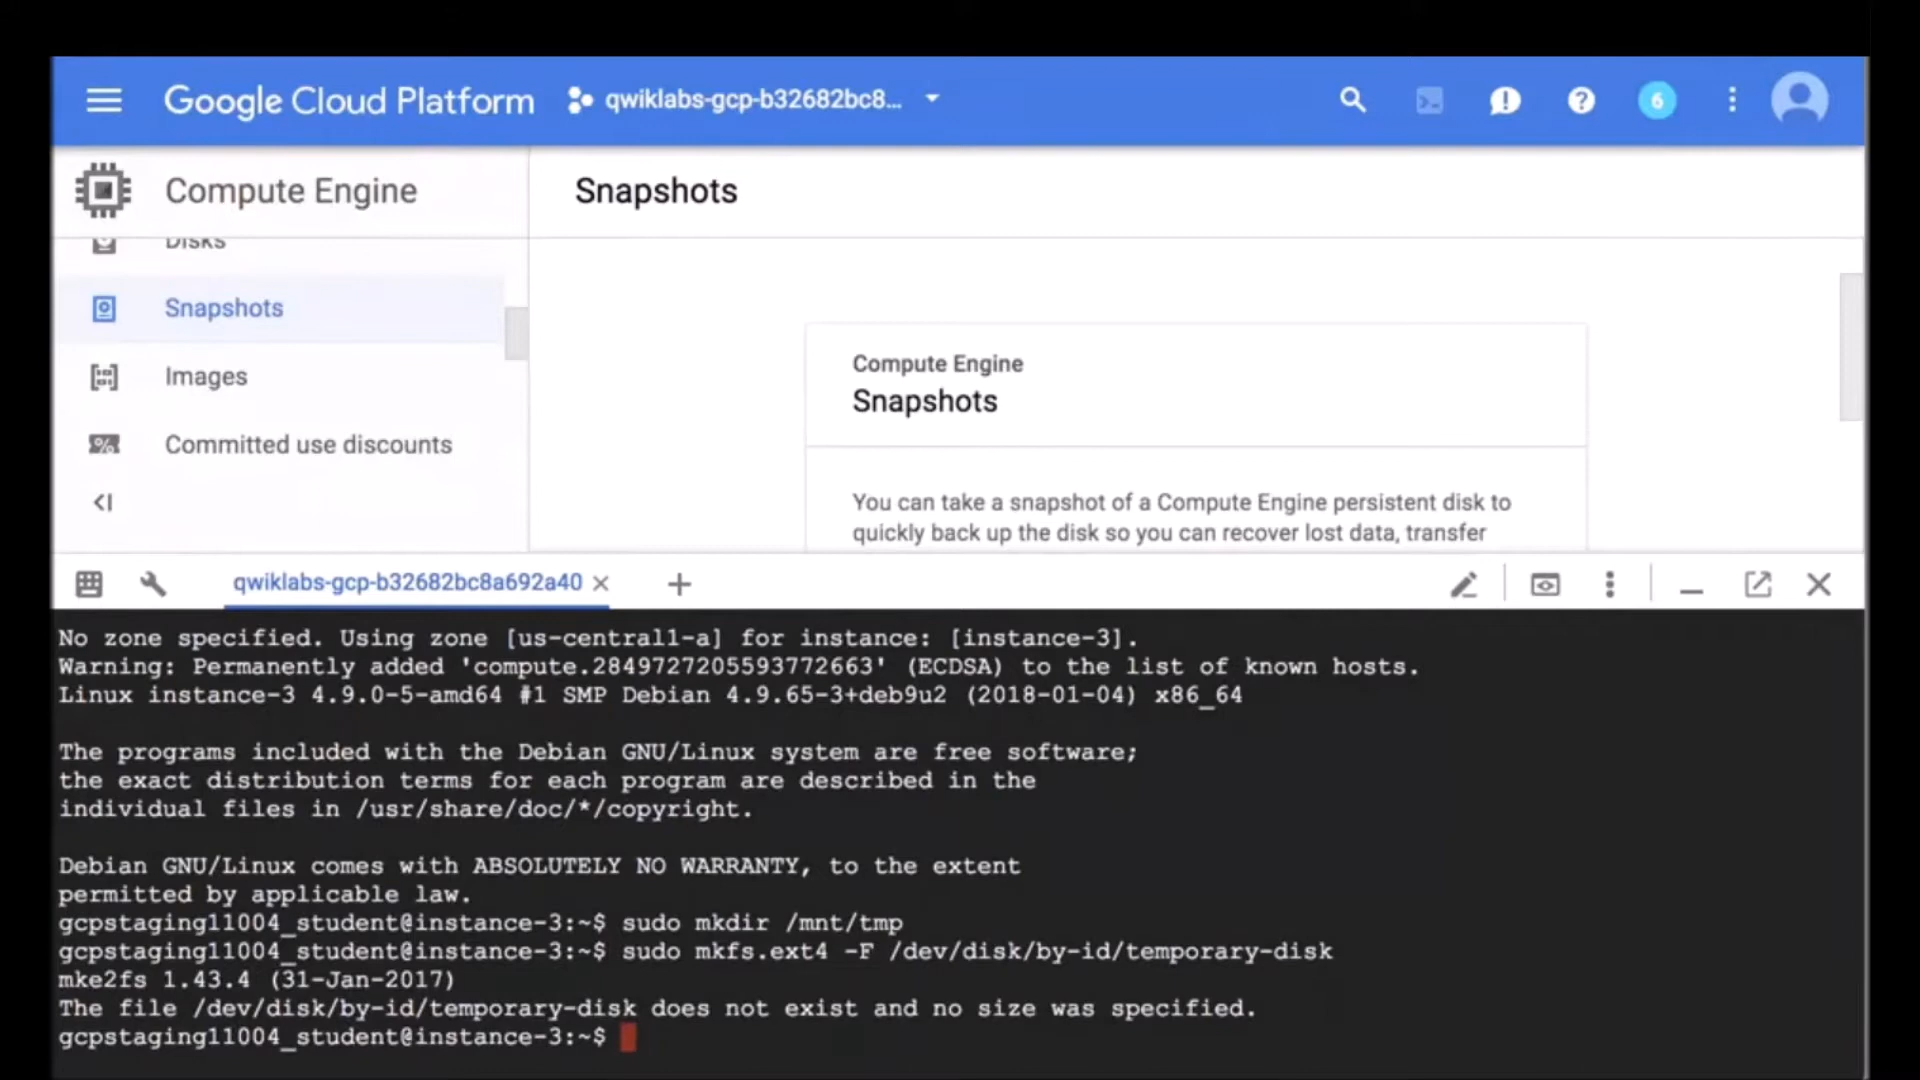 Google Cloud Platform
qwiklabs-gcp-b32682bc8...
6
Compute Engine
Snapshots
Disks
Snapshots
Images
Committed use discounts
Compute Engine
Snapshots
You can take a snapshot of a Compute Engine persistent disk to
quickly back up the disk so you can recover lost data, transfer
qwiklabs-gcp-b32682bc8a692a40
No zone specified. Using zone [us-central1-a] for instance: [instance-3].
Warning: Permanently added 'compute.2849727205593772663' (ECDSA) to the list of known hosts.
Linux instance-3 4.9.0-5-amd64 #1 SMP Debian 4.9.65-3+deb9u2 (2018-01-04) x86_64
The programs included with the Debian GNU/Linux system are free software;
the exact distribution terms for each program are described in the
individual files in /usr/share/doc/*/copyright.
Debian GNU/Linux comes with ABSOLUTELY NO WARRANTY, to the extent
permitted by applicable law.
gcpstaging11004_student@instance-3:~$ sudo mkdir /mnt/tmp
gcpstaging11004_student@instance-3:~$ sudo mkfs.ext4 -F /dev/disk/by-id/temporary-disk
mke2fs 1.43.4 (31-Jan-2017)
The file /dev/disk/by-id/temporary-disk does not exist and no size was specified.
gcpstaging11004_student@instance-3:~$